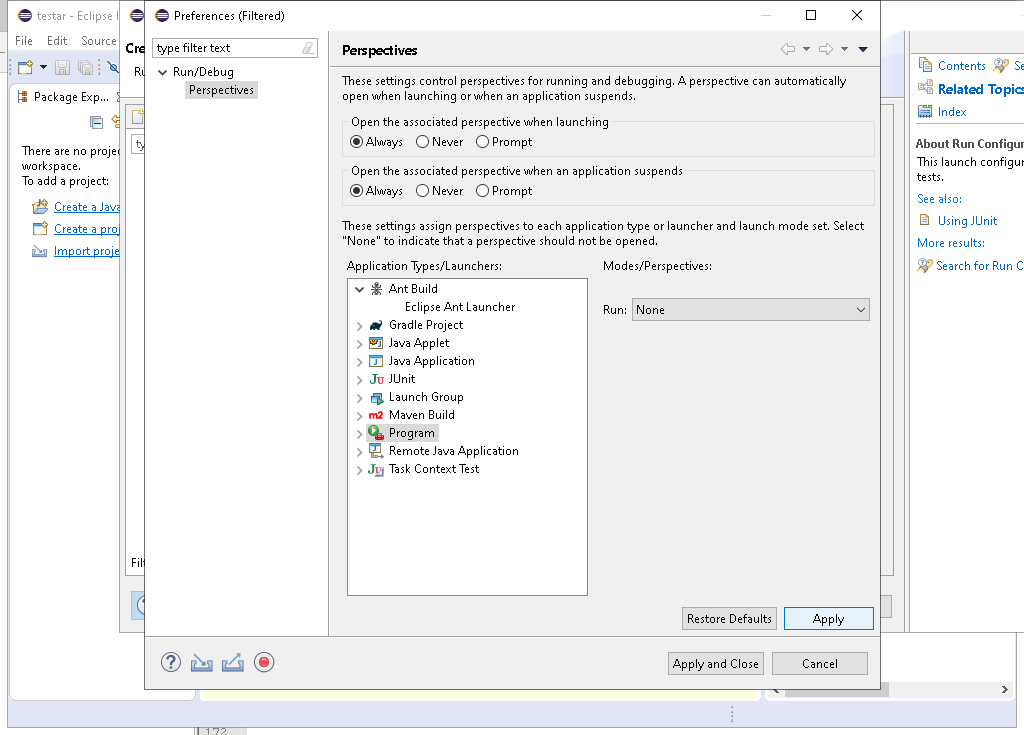 testar - Eclipse I
Preferences (Filtered)
File Edit Source
Cre
type filter text
Perspectives
Ru
Run/Debug
Perspectives
These settings control perspectives for running and debugging. A perspective can automatically
open when launching or when an application suspends.
Contents Se
Related Topics
Index
Package Exp...
Open the associated perspective when launching
Always Never Prompt
ty
About Run Configur
This launch configur
tests.
There are no projec
workspace.
To add a project:
Open the associated perspective when an application suspends
Always Never Prompt
See also:
Using JUnit
More results:
Search for Run C
Create a Java
Create a proj
Import proje
These settings assign perspectives to each application type or launcher and launch mode set. Select
"None" to indicate that a perspective should not be opened.
Application Types/Launchers:
Modes/Perspectives:
Ant Build
Eclipse Ant Launcher
Run: None
Gradle Project
Java Applet
Java Application
JUnit
Launch Group
Maven Build
Program
Remote Java Application
Task Context Test
Filt
Restore Defaults Apply
Apply and Close Cancel
172